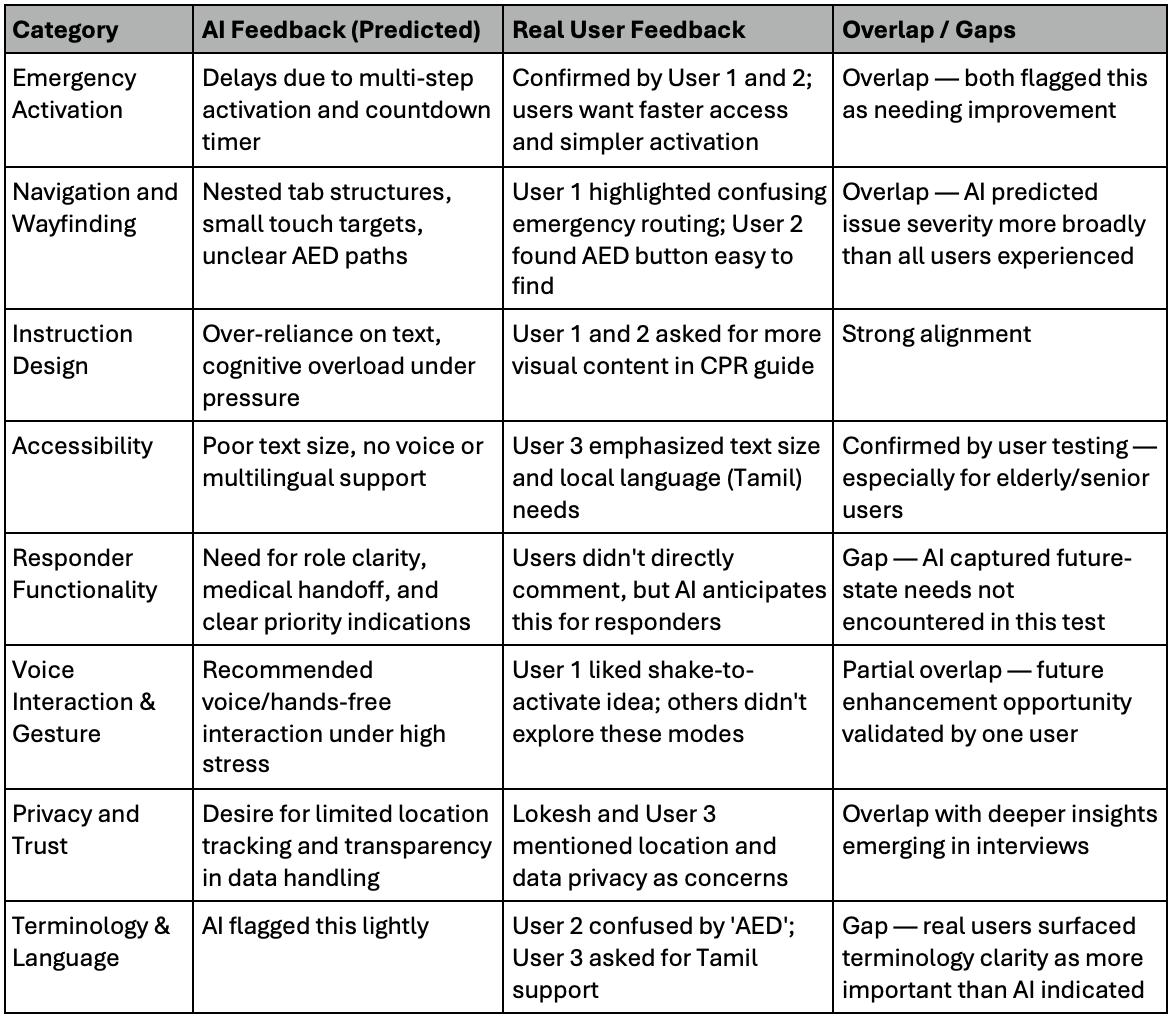 Category
AI Feedback (Predicted)
Real User Feedback
Overlap / Gaps
Emergency
Activation
Delays due to multi-step
activation and countdown
timer
Confirmed by User 1 and 2;
users want faster access
and simpler activation
Overlap — both flagged this
as needing improvement
Navigation and
Wayfinding
Nested tab structures,
small touch targets,
unclear AED paths
User 1 highlighted confusing
emergency routing; User 2
found AED button easy to
find
Overlap — AI predicted
issue severity more broadly
than all users experienced
Instruction
Design
Over-reliance on text,
cognitive overload under
pressure
User 1 and 2 asked for more
visual content in CPR guide
Strong alignment
Accessibility
Poor text size, no voice or
multilingual support
User 3 emphasized text size
and local language (Tamil)
needs
Confirmed by user testing —
especially for elderly/senior
users
Responder
Functionality
Need for role clarity,
medical handoff, and
clear priority indications
Users didn't directly
comment, but AI anticipates
this for responders
Gap — AI captured future-
state needs not
encountered in this test
Voice
Interaction &
Gesture
Recommended
voice/hands-free
interaction under high
stress
User 1 liked shake-to-
activate idea; others didn't
explore these modes
Partial overlap — future
enhancement opportunity
validated by one user
Privacy and
Trust
Desire for limited location
tracking and transparency
in data handling
Lokesh and User 3
mentioned location and
data privacy as concerns
Overlap with deeper insights
emerging in interviews
Terminology &
Language
AI flagged this lightly
User 2 confused by 'AED';
User 3 asked for Tamil
support
Gap — real users surfaced
terminology clarity as more
important than AI indicated